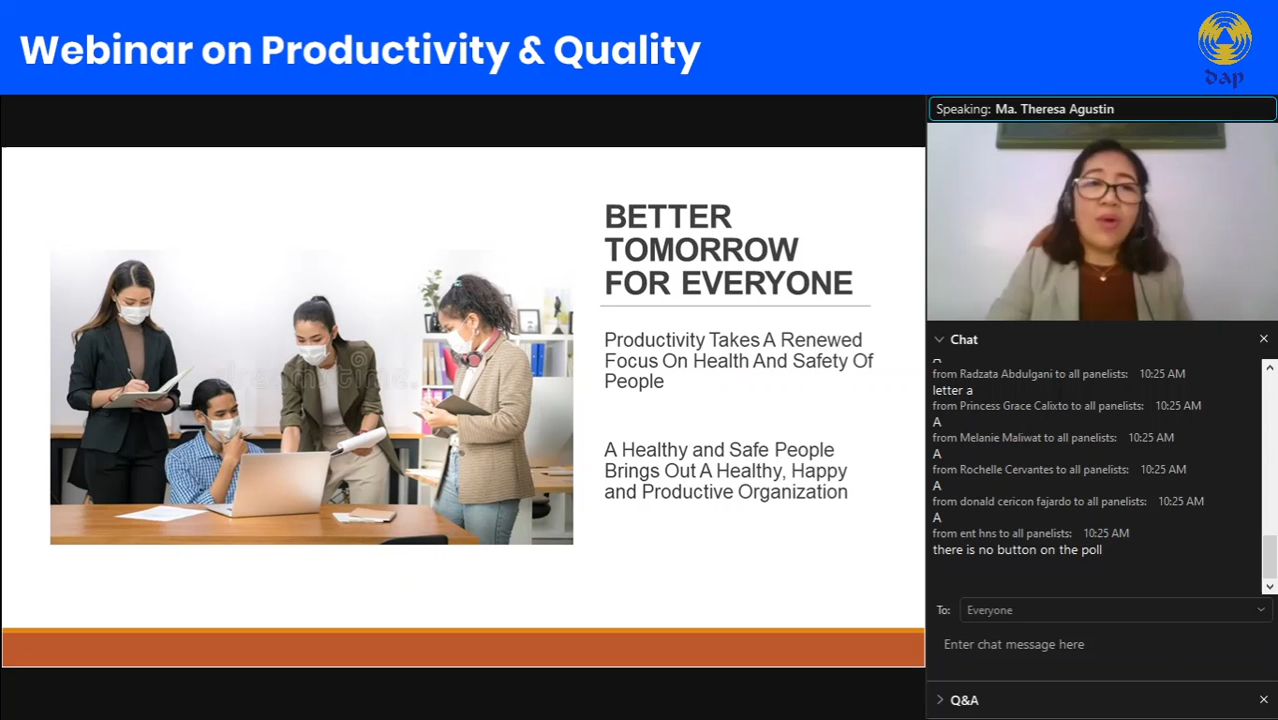 Webinar on Productivity & Quality
dap
BETTER
TOMORROW
FOR EVERYONE
Productivity Takes A Renewed
Focus On Health And Safety Of
People
A Healthy and Safe People
Brings Out A Healthy, Happy
and Productive Organization
dreamstime.
Speaking: Ma. Theresa Agustin
Chat
A
from Radzata Abdulgani to all panelists: 10:25 AM
letter a
from Princess Grace Calixto to all panelists: 10:25 AM
A
from Melanie Maliwat to all panelists: 10:25 AM
A
from Rochelle Cervantes to all panelists: 10:25 AM
A
from donald cericon fajardo to all panelists: 10:25 AM
A
from ent hns to all panelists: 10:25 AM
there is no button on the poll
To: Everyone
Enter chat message here
Q&A